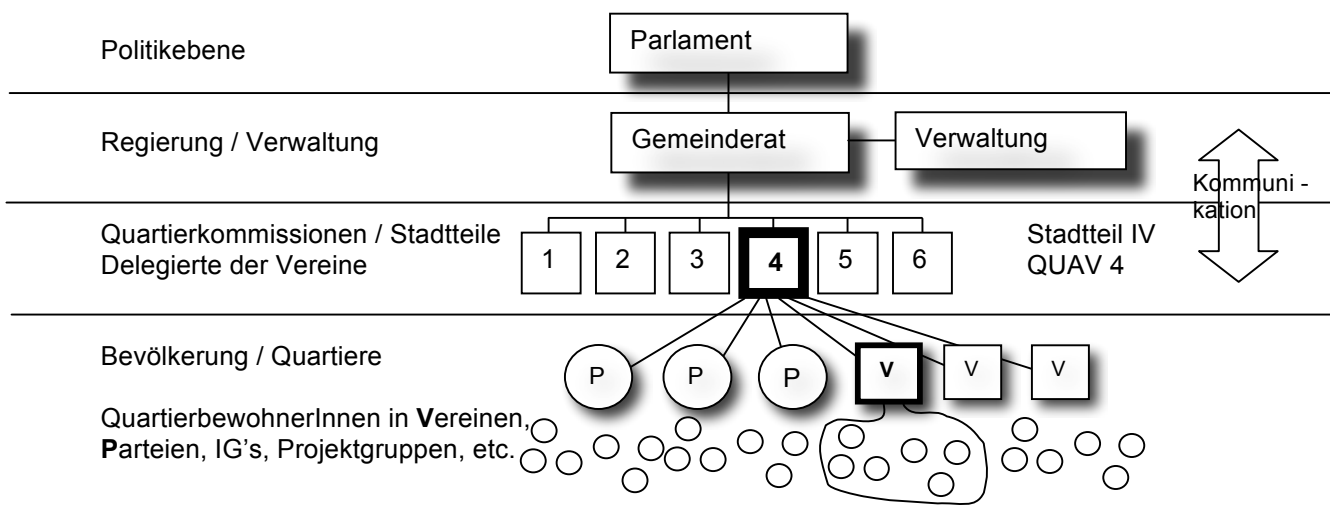 Politikebene
Parlament
Regierung / Verwaltung
Gemeinderat
Verwaltung
Kommuni -
kation
Quartierkommissionen / Stadtteile
Delegierte der Vereine
1
2
3
4
5
6
Stadtteil IV
QUAV 4
Bevölkerung / Quartiere
P
P
P
V
V
V
QuartierbewohnerInnen in Vereinen,
Parteien, IG's, Projektgruppen, etc.